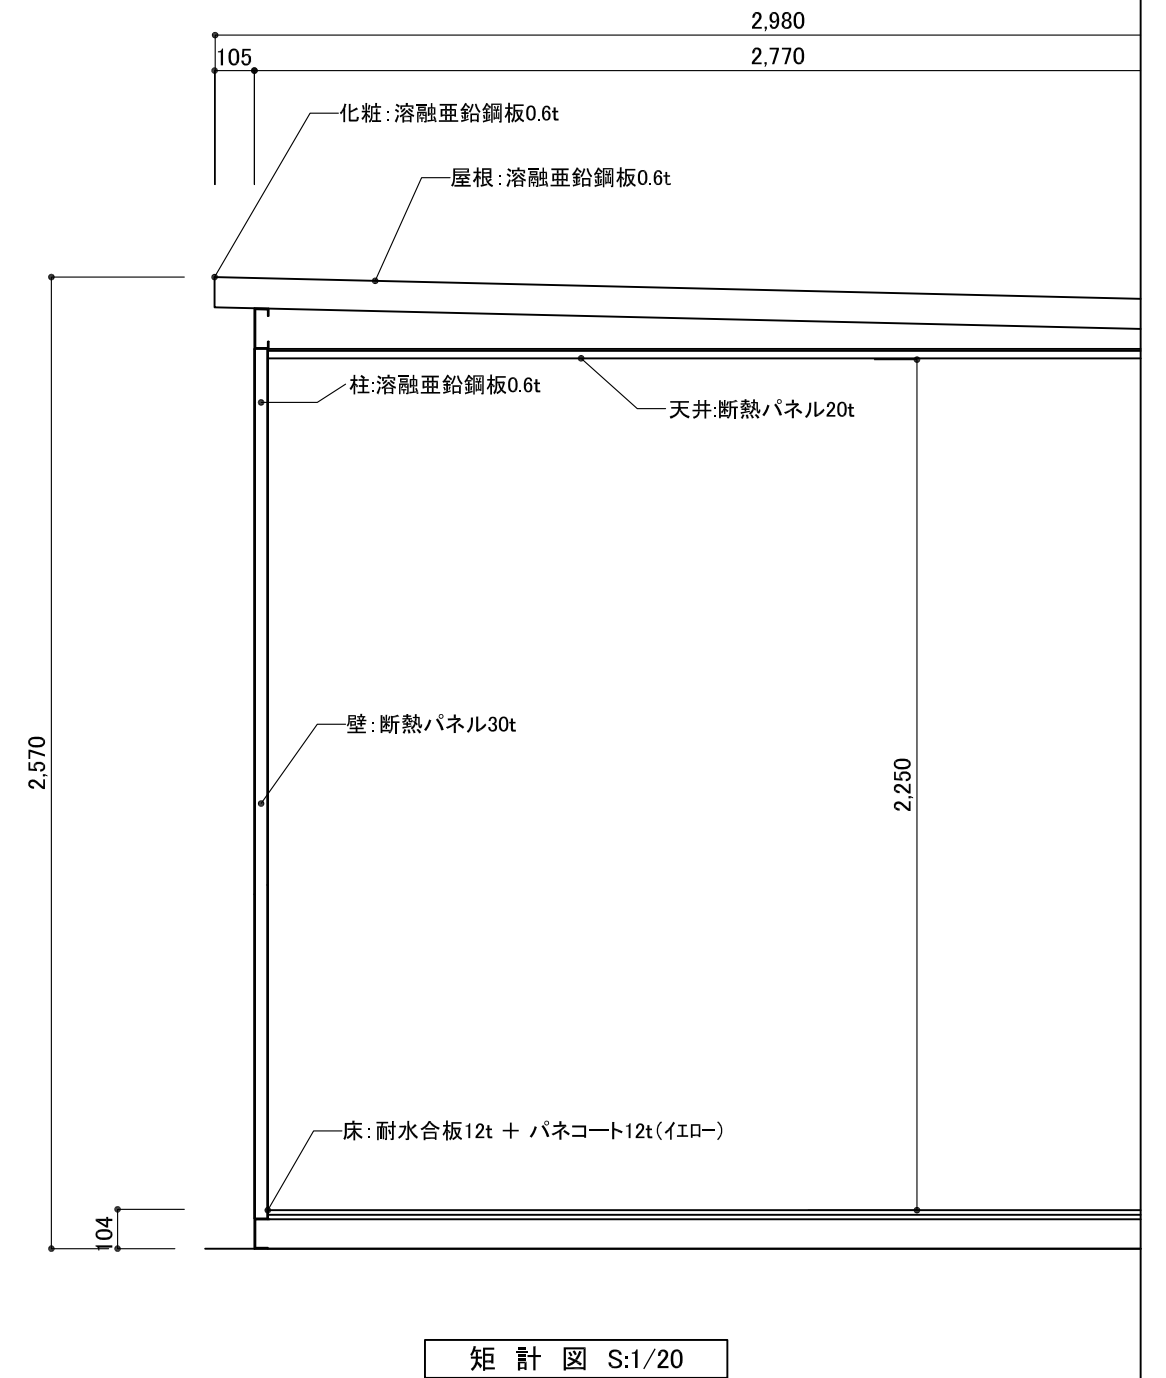 2,980
105
2,770
化粧:溶融亜鉛鋼板0.6t
屋根:溶融亜鉛鋼板0.6t
柱:溶融亜鉛鋼板0.6t
天井:断熱パネル20t
壁:断熱パネル30t
2,570
2,250
床:耐水合板12t + パネコート12t(イエロー)
104
矩計図 S:1/20